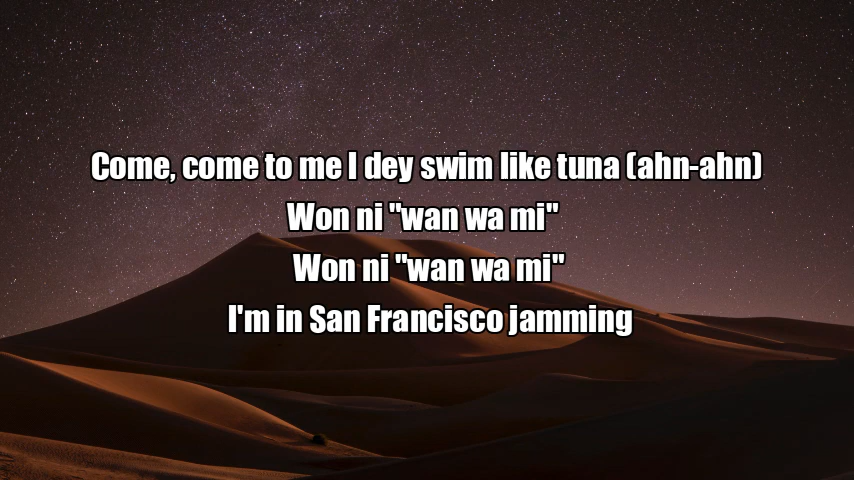 Come, come to me I dey swim like tuna (ahn-ahn)
Won ni "wan wa mi"
Won ni "wan wa mi"
I'm in San Francisco jamming